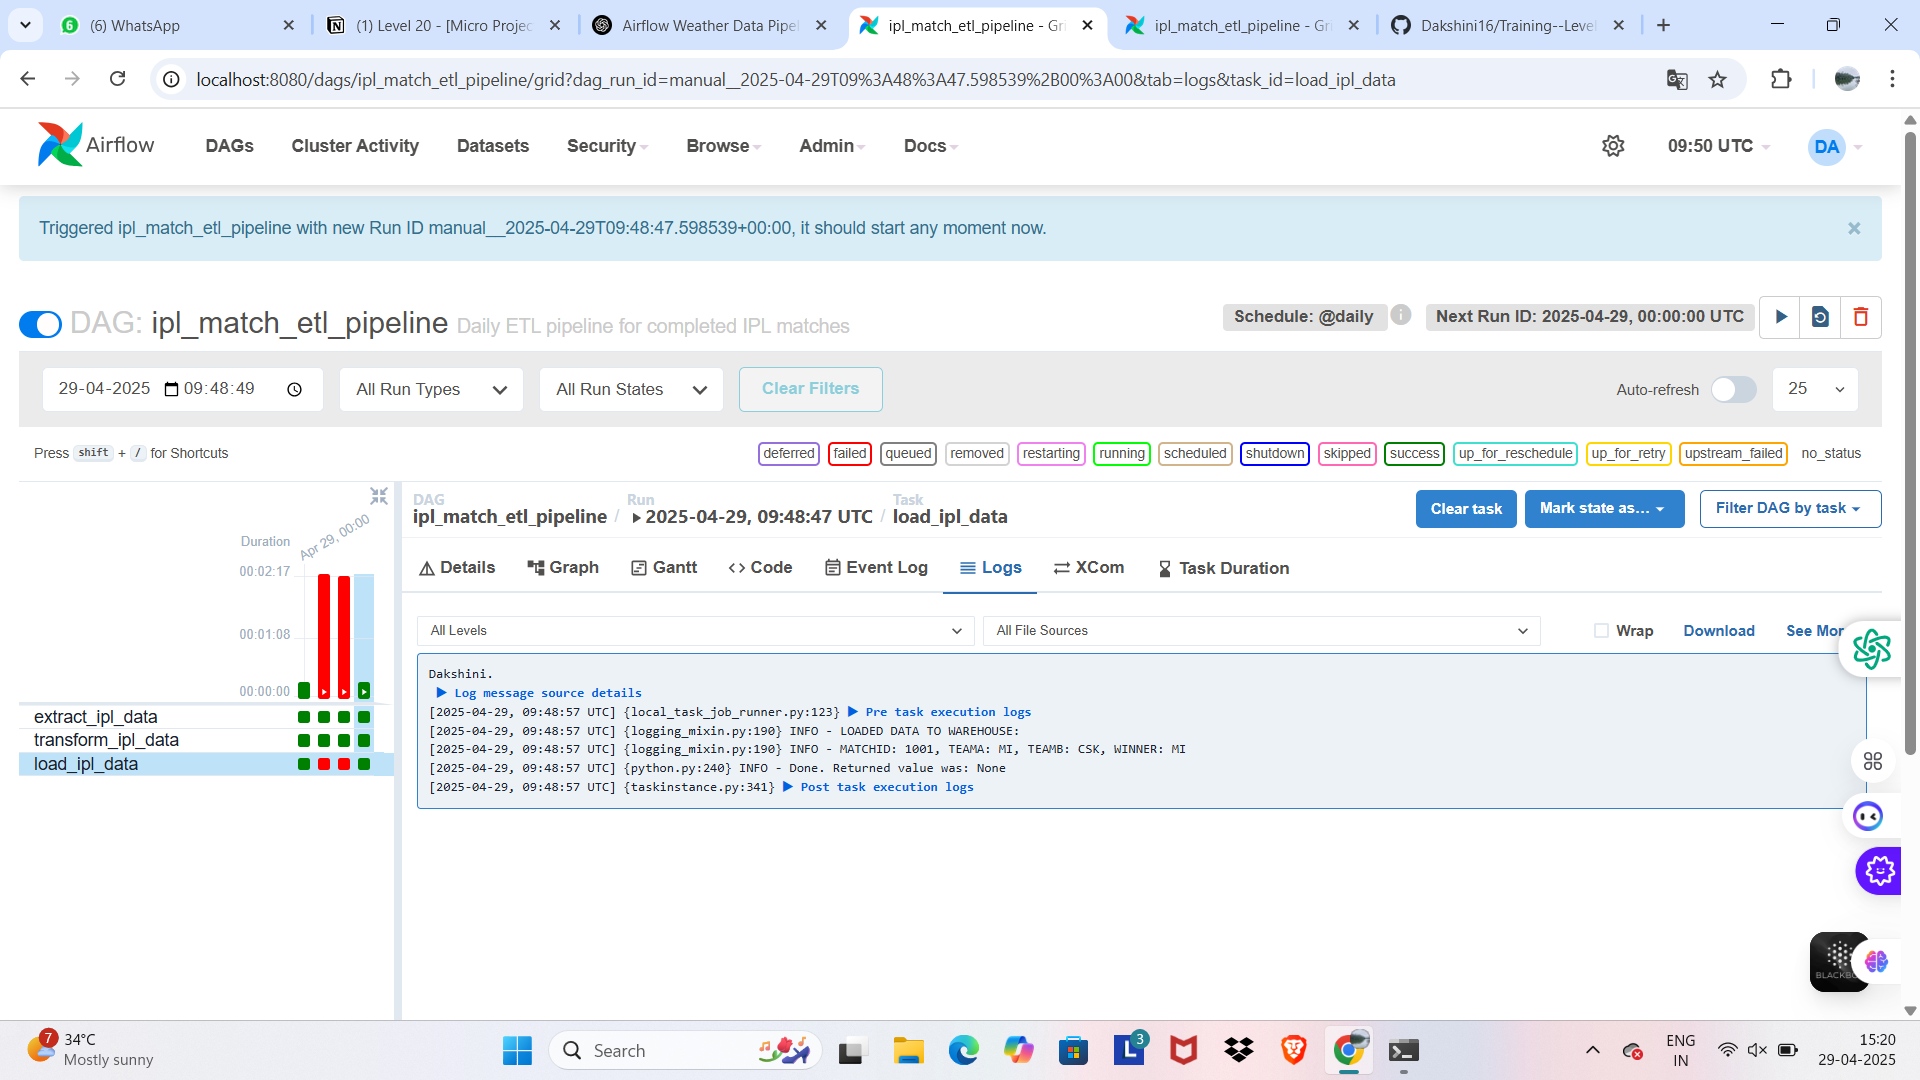 (6) WhatsApp
(1) Level 20 - [Micro Projec
Airflow Weather Data Pipel
ipl_match_etl_pipeline - Gri
ipl_match_etl_pipeline - Gri
Dakshini16/Training--Level
localhost:8080/dags/ipl_match_etl_pipeline/grid?dag_run_id=manual__2025-04-29T09%3A48%3A47.598539%2B00%3A00&tab=logs&task_id=load_ipl_data
Airflow
DAGs
Cluster Activity
Datasets
Security
Browse
Admin
Docs
09:50 UTC
DA
Triggered ipl_match_etl_pipeline with new Run ID manual__2025-04-29T09:48:47.598539+00:00, it should start any moment now.
×
DAG: ipl_match_etl_pipeline Daily ETL pipeline for completed IPL matches
Schedule: @daily
i
Next Run ID: 2025-04-29, 00:00:00 UTC
29-04-2025 09:48:49
All Run Types
All Run States
Clear Filters
Auto-refresh
25
Press shift + / for Shortcuts
deferred
failed
queued
removed
restarting
running
scheduled
shutdown
skipped
success
up_for_reschedule
up_for_retry
upstream_failed
no_status
Duration
Apr 29, 00:00
00:02:17
00:01:08
00:00:00
extract_ipl_data
transform_ipl_data
load_ipl_data
DAG
ipl_match_etl_pipeline
/
Run
2025-04-29, 09:48:47 UTC
/
Task
load_ipl_data
Clear task
Mark state as...
Filter DAG by task
Details
Graph
Gantt
Code
Event Log
Logs
XCom
Task Duration
All Levels
All File Sources
Wrap
Download
See Mor
Dakshini.
▶ Log message source details
[2025-04-29, 09:48:57 UTC] {local_task_job_runner.py:123} ▶ Pre task execution logs
[2025-04-29, 09:48:57 UTC] {logging_mixin.py:190} INFO - LOADED DATA TO WAREHOUSE:
[2025-04-29, 09:48:57 UTC] {logging_mixin.py:190} INFO - MATCHID: 1001, TEAMA: MI, TEAMB: CSK, WINNER: MI
[2025-04-29, 09:48:57 UTC] {python.py:240} INFO - Done. Returned value was: None
[2025-04-29, 09:48:57 UTC] {taskinstance.py:341} ▶ Post task execution logs
7
34°C
Mostly sunny
Search
L
3
ENG
IN
15:20
29-04-2025